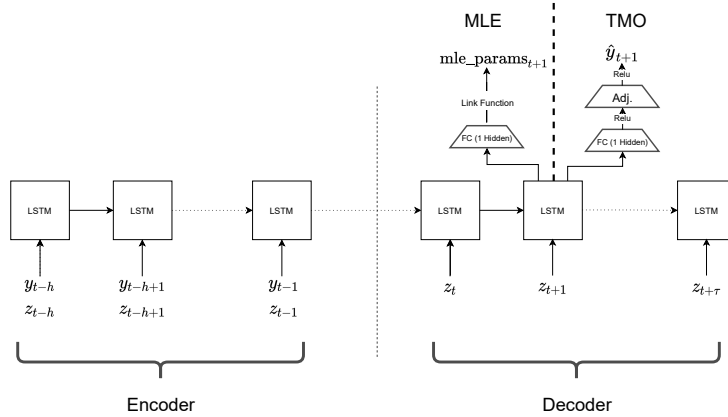 MLE
TMO
mle_params_{t+1}
ŷ_{t+1}
Relu
Adj.
Relu
Link Function
FC (1 Hidden)
FC (1 Hidden)
LSTM
LSTM
LSTM
LSTM
LSTM
LSTM
y_{t−h}
z_{t−h}
y_{t−h+1}
z_{t−h+1}
y_{t−1}
z_{t−1}
z_t
z_{t+1}
z_{t+τ}
Encoder
Decoder